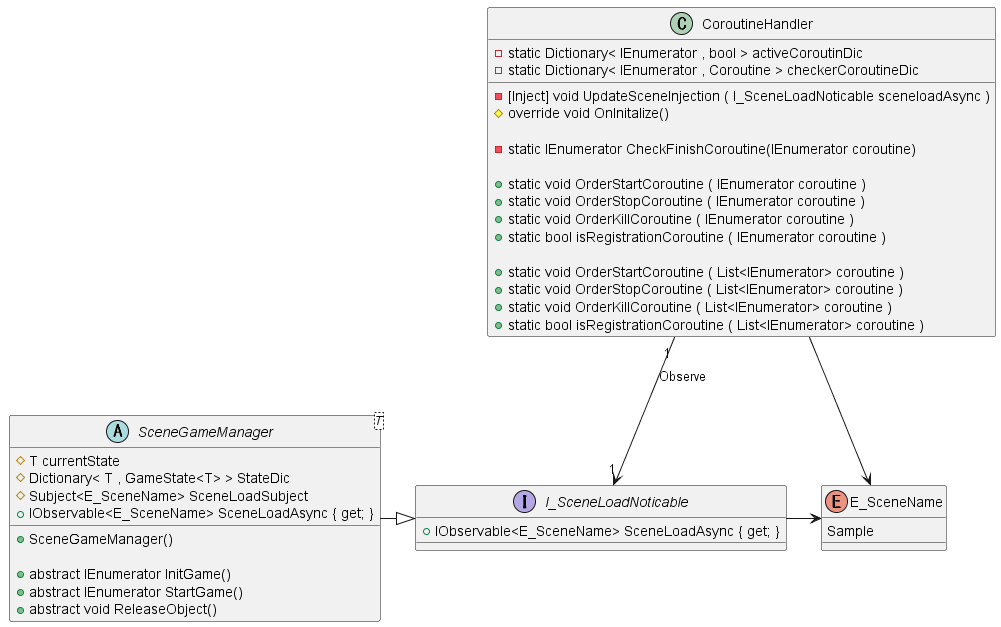 C CoroutineHandler
static Dictionary< IEnumerator , bool > activeCoroutinDic
static Dictionary< IEnumerator , Coroutine > checkerCoroutineDic
[Inject] void UpdateSceneInjection ( I_SceneLoadNoticable sceneloadAsync )
override void OnInitalize()
static IEnumerator CheckFinishCoroutine(IEnumerator coroutine)
static void OrderStartCoroutine ( IEnumerator coroutine )
static void OrderStopCoroutine ( IEnumerator coroutine )
static void OrderKillCoroutine ( IEnumerator coroutine )
static bool isRegistrationCoroutine ( IEnumerator coroutine )
static void OrderStartCoroutine ( List<IEnumerator> coroutine )
static void OrderStopCoroutine ( List<IEnumerator> coroutine )
static void OrderKillCoroutine ( List<IEnumerator> coroutine )
static bool isRegistrationCoroutine ( List<IEnumerator> coroutine )
1
Observe
1
A SceneGameManager
T
T currentState
Dictionary< T , GameState<T> > StateDic
Subject<E_SceneName> SceneLoadSubject
IObservable<E_SceneName> SceneLoadAsync { get; }
SceneGameManager()
abstract IEnumerator InitGame()
abstract IEnumerator StartGame()
abstract void ReleaseObject()
I I_SceneLoadNoticable
IObservable<E_SceneName> SceneLoadAsync { get; }
E E_SceneName
Sample